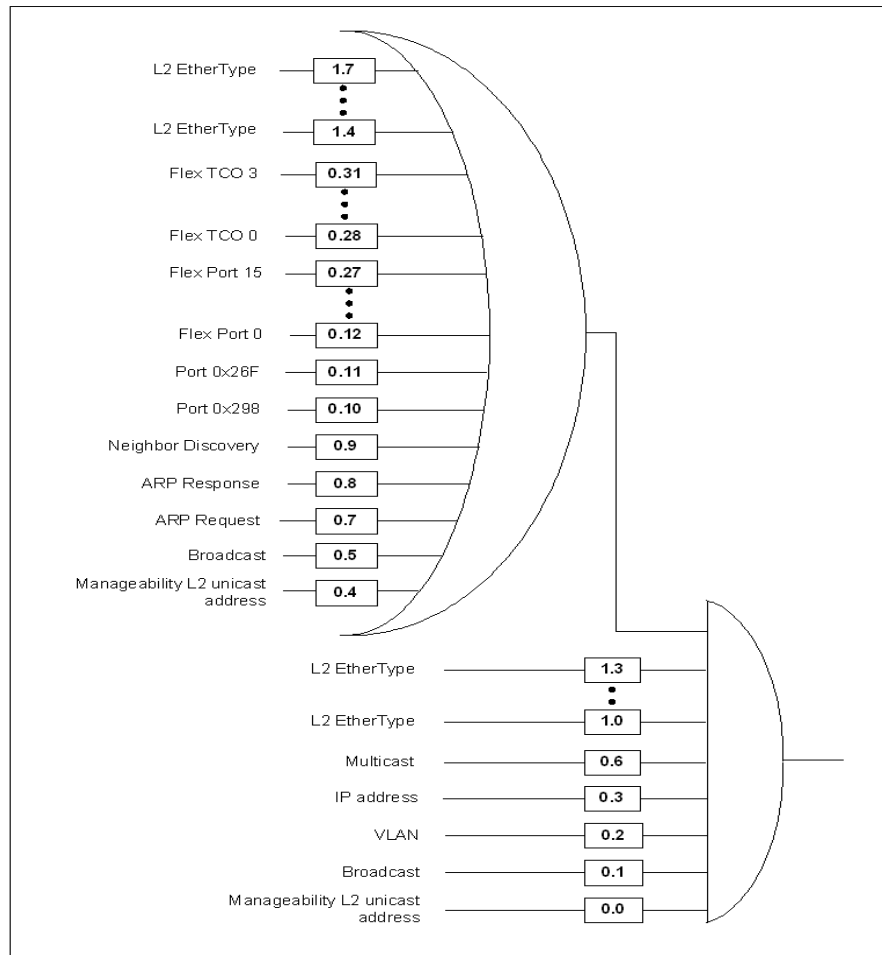 L2 EtherType 1.7
L2 EtherType 1.4
Flex TCO 3 0.31
Flex TCO 0 0.28
Flex Port 15 0.27
Flex Port 0 0.12
Port 0x26F 0.11
Port 0x298 0.10
Neighbor Discovery 0.9
ARP Response 0.8
ARP Request 0.7
Broadcast 0.5
Manageability L2 unicast
address 0.4
L2 EtherType 1.3
L2 EtherType 1.0
Multicast 0.6
IP address 0.3
VLAN 0.2
Broadcast 0.1
Manageability L2 unicast
address 0.0